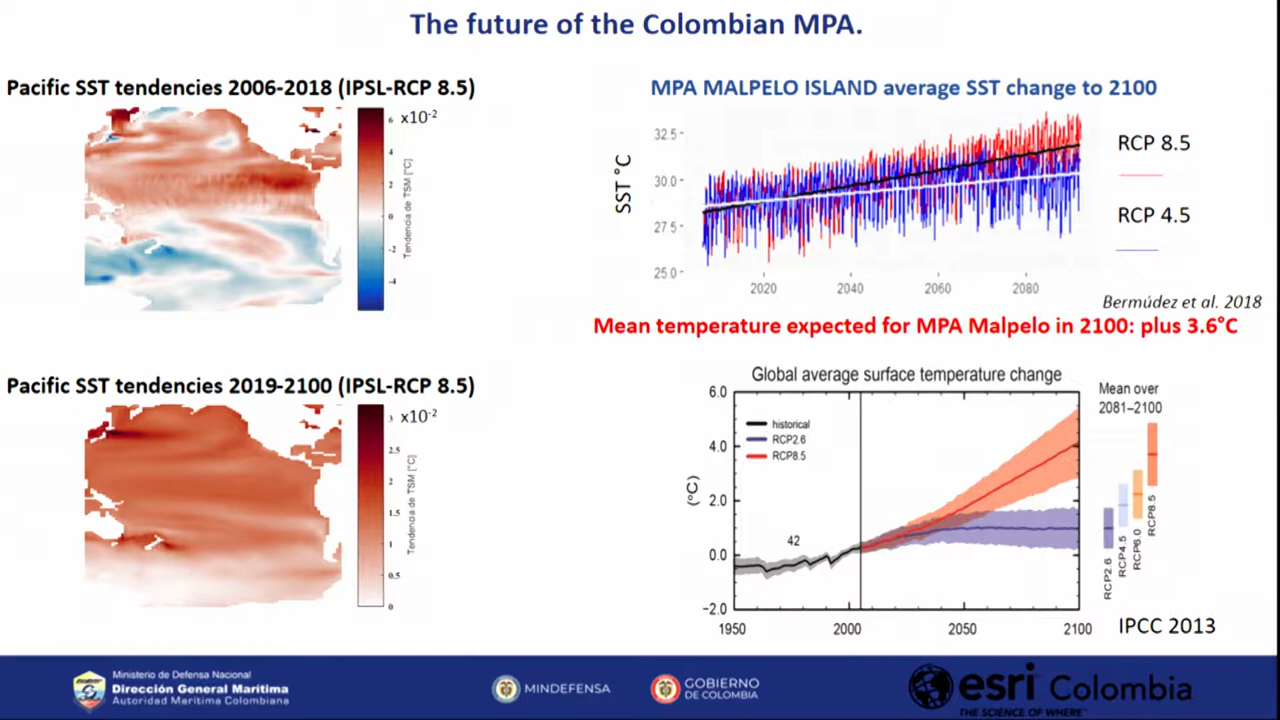 The future of the Colombian MPA.
Pacific SST tendencies 2006-2018 (IPSL-RCP 8.5)
6 x10-2
4
2
0
-2
-4
Tendencia de TSM [°C]
MPA MALPELO ISLAND average SST change to 2100
SST °C
32.5
30.0
27.5
25.0
2020 2040 2060 2080
RCP 8.5
RCP 4.5
Bermúdez et al. 2018
Mean temperature expected for MPA Malpelo in 2100: plus 3.6°C
Pacific SST tendencies 2019-2100 (IPSL-RCP 8.5)
3 x10-2
2.5
2
1.5
1
0.5
0
Tendencia de TSM [°C]
Global average surface temperature change
(°C)
6.0
4.0
2.0
0.0
−2.0
1950 2000 2050 2100
historical
RCP2.6
RCP8.5
42
Mean over
2081–2100
RCP2.6
RCP4.5
RCP6.0
RCP8.5
IPCC 2013
Ministerio de Defensa Nacional
Dirección General Marítima
Autoridad Marítima Colombiana
MINDEFENSA
GOBIERNO
DE COLOMBIA
esri Colombia
THE SCIENCE OF WHERE